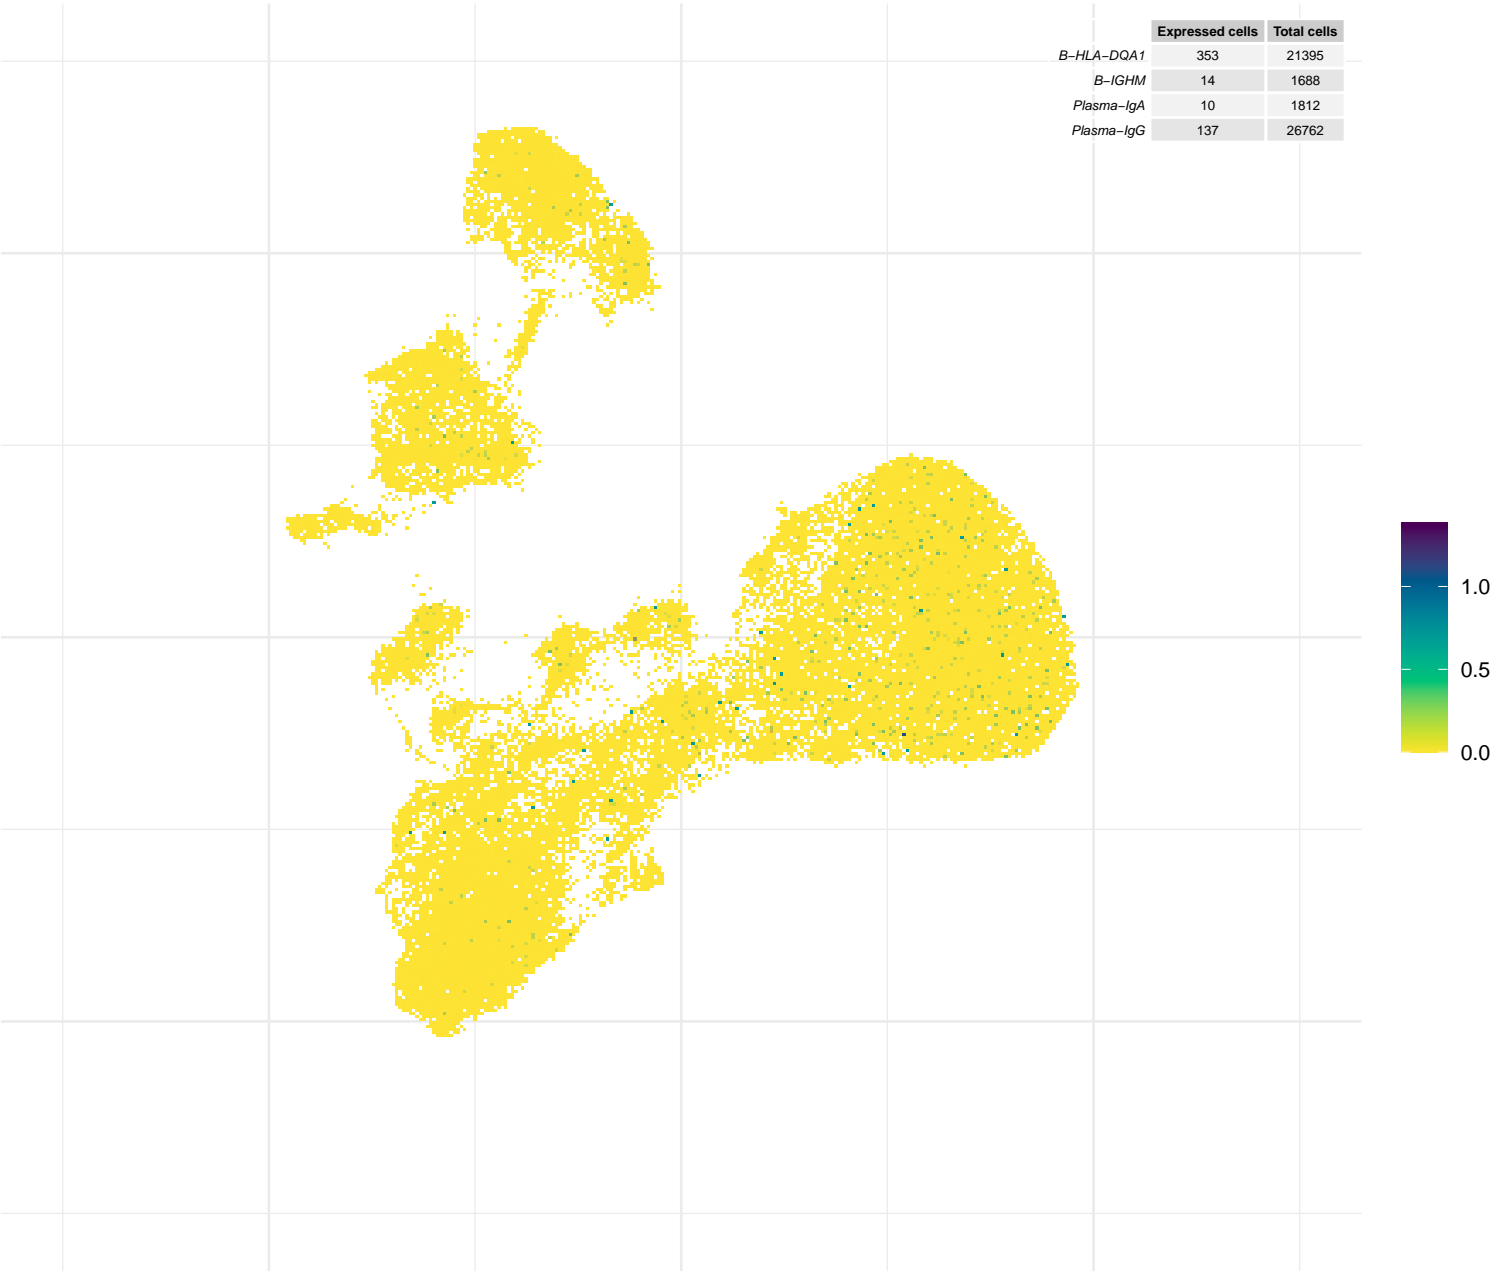 Expressed cells Total cells
B−HLA−DQA1 353 21395
B−IGHM 14 1688
Plasma−IgA 10 1812
Plasma−IgG 137 26762
1.0
0.5
0.0